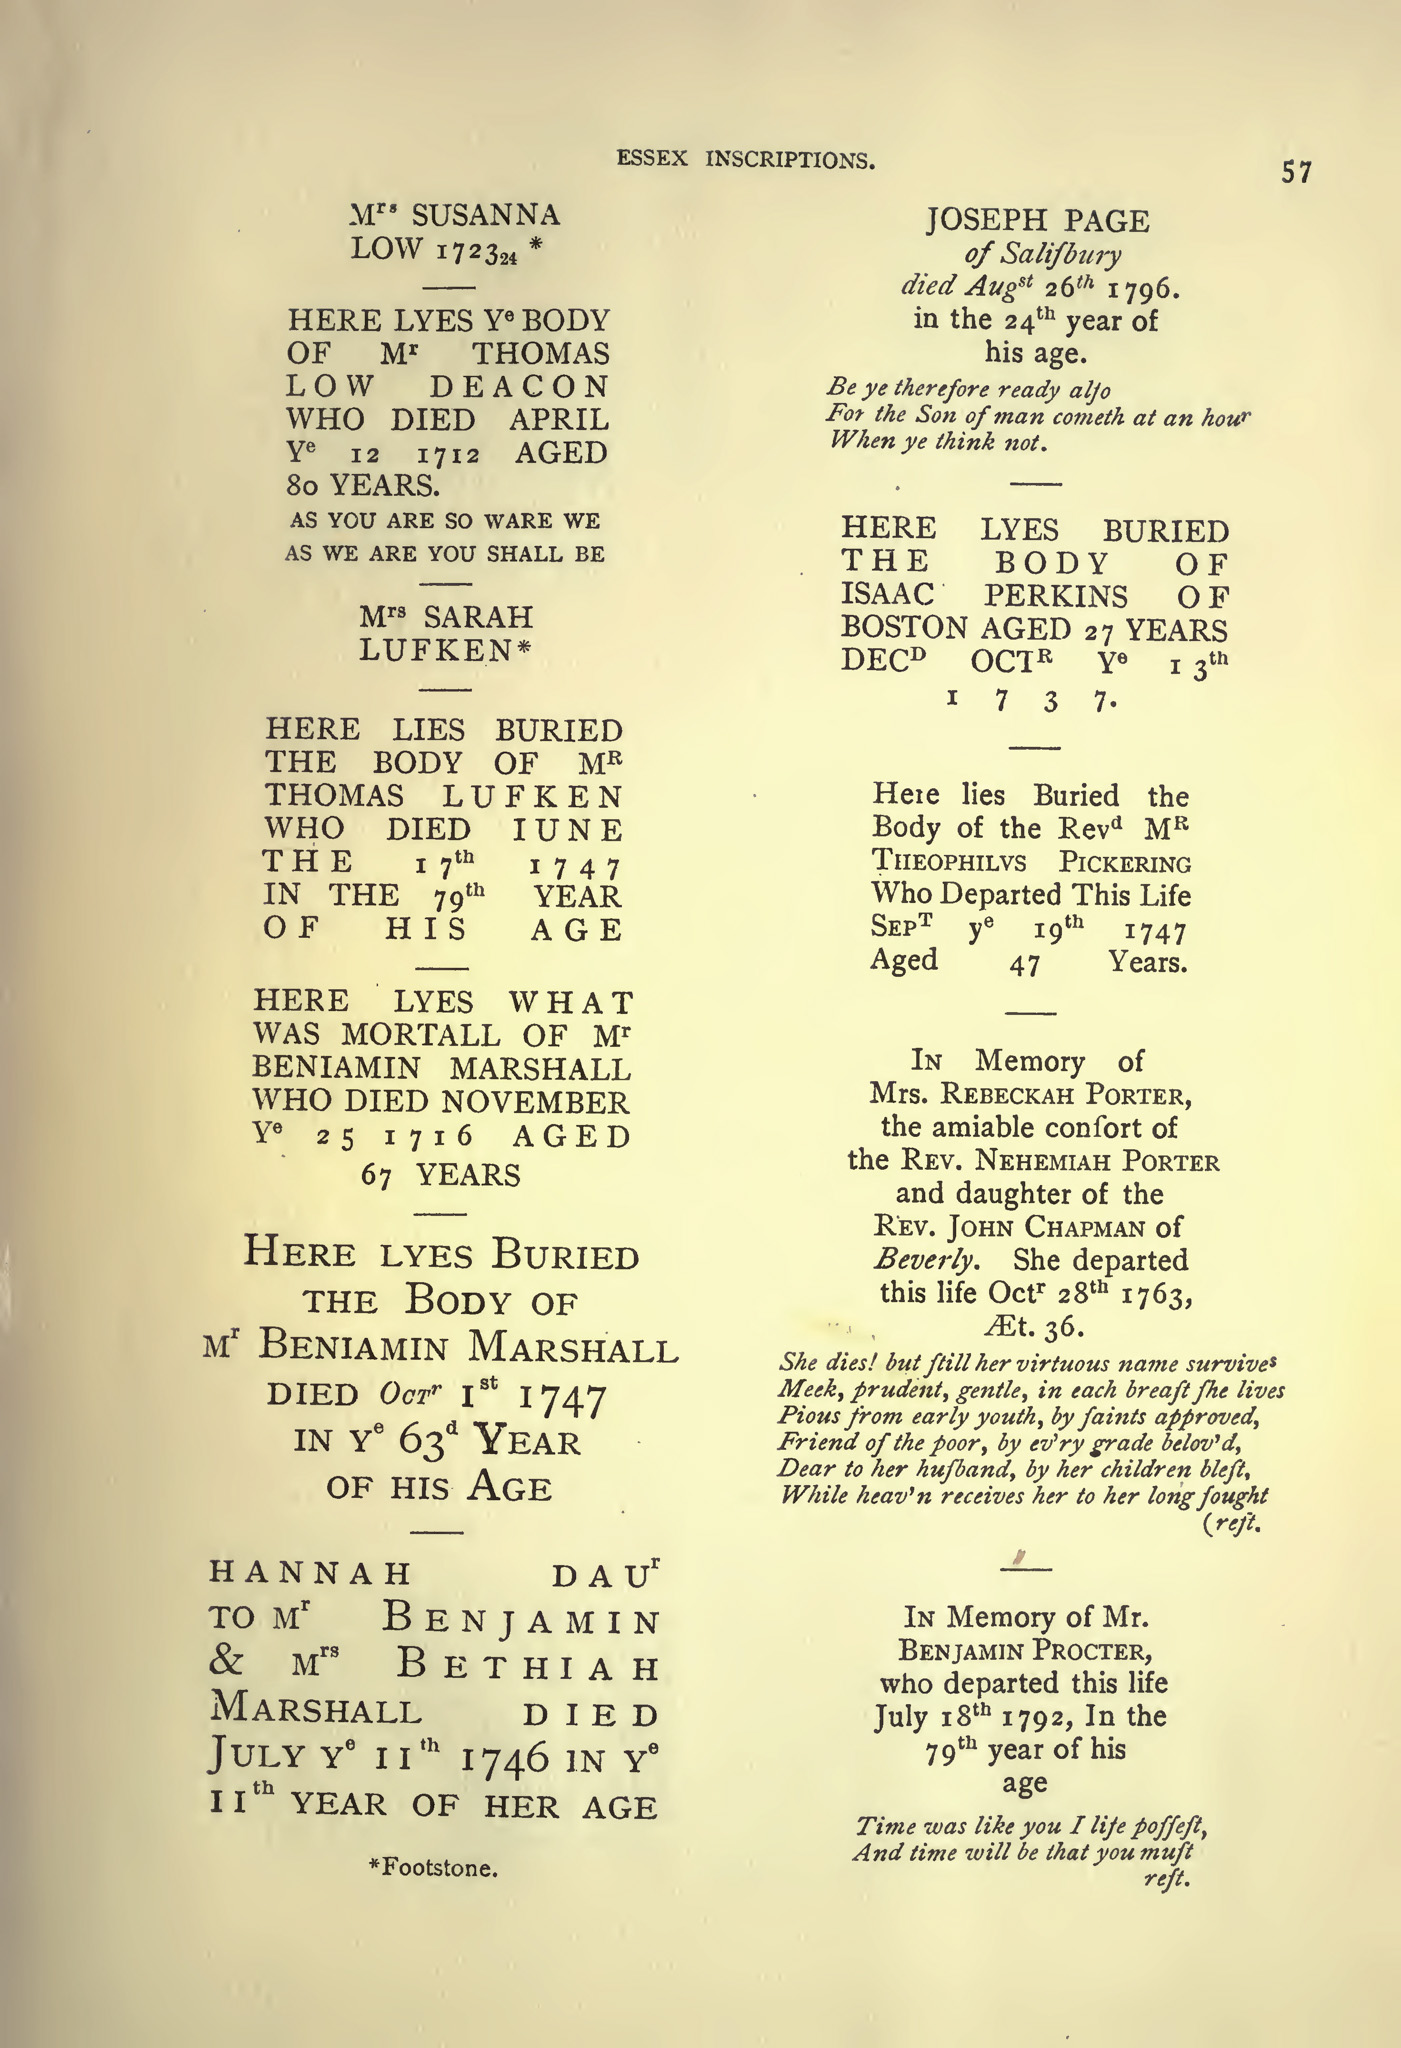 ESSEX INSCRIPTIONS.
57
Mrs SUSANNA
LOW 172324 *
HERE LYES Ye BODY
OF Mr THOMAS
LOW DEACON
WHO DIED APRIL
Ye 12 1712 AGED
80 YEARS.
AS YOU ARE SO WARE WE
AS WE ARE YOU SHALL BE
Mrs SARAH
LUFKEN*
HERE LIES BURIED
THE BODY OF MR
THOMAS LUFKEN
WHO DIED IUNE
THE 17th 1747
IN THE 79th YEAR
OF HIS AGE
HERE LYES WHAT
WAS MORTALL OF Mr
BENIAMIN MARSHALL
WHO DIED NOVEMBER
Ye 25 1716 AGED
67 YEARS
HERE LYES BURIED
THE BODY OF
Mr BENIAMIN MARSHALL
DIED OCTr 1st 1747
IN Ye 63d YEAR
OF HIS AGE
HANNAH DAUr
TO Mr BENJAMIN
& Mrs BETHIAH
MARSHALL DIED
JULY Ye 11th 1746 IN Ye
11th YEAR OF HER AGE
*Footstone.
JOSEPH PAGE
of Saliſbury
died Augst 26th 1796.
in the 24th year of
his age.
Be ye therefore ready alſo
For the Son of man cometh at an hour
When ye think not.
HERE LYES BURIED
THE BODY OF
ISAAC PERKINS OF
BOSTON AGED 27 YEARS
DECD OCTR Ye 13th
1737.
Here lies Buried the
Body of the Revd MR
THEOPHILVS PICKERING
Who Departed This Life
SEPT ye 19th 1747
Aged 47 Years.
IN Memory of
Mrs. REBECKAH PORTER,
the amiable conſort of
the REV. NEHEMIAH PORTER
and daughter of the
REV. JOHN CHAPMAN of
Beverly. She departed
this life Octr 28th 1763,
Æt. 36.
She dies! but ſtill her virtuous name survives
Meek, prudent, gentle, in each breaſt ſhe lives
Pious from early youth, by ſaints approved,
Friend of the poor, by ev'ry grade belov'd,
Dear to her huſband, by her children bleſt,
While heav'n receives her to her long ſought
(reſt.
IN Memory of Mr.
BENJAMIN PROCTER,
who departed this life
July 18th 1792, In the
79th year of his
age
Time was like you I life poſſeſt,
And time will be that you muſt
reſt.